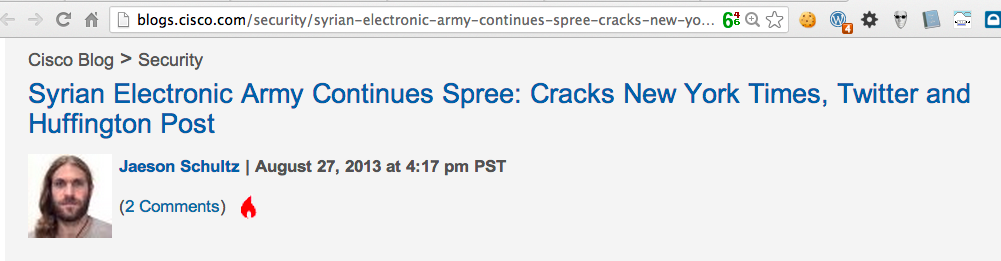 blogs.cisco.com/security/syrian-electronic-army-continues-spree-cracks-new-yo...
646
4
Cisco Blog > Security
Syrian Electronic Army Continues Spree: Cracks New York Times, Twitter and
Huffington Post
Jaeson Schultz | August 27, 2013 at 4:17 pm PST
(2 Comments)